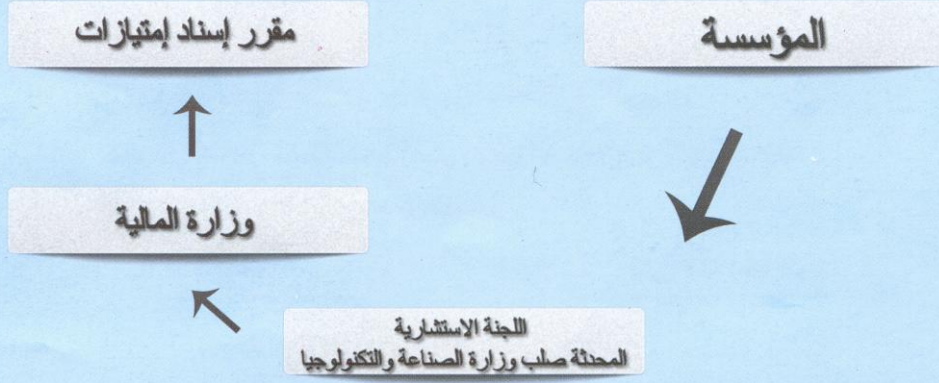 المؤسسة
مقرر إسناد إمتيازات
وزارة المالية
اللجنة الاستشارية
المحدثة صلب وزارة الصناعة والتكنولوجيا